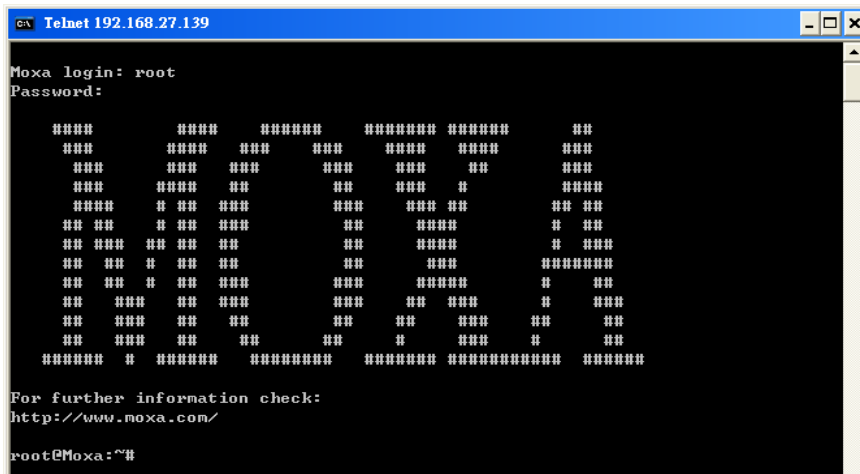 Telnet 192.168.27.139
Moxa login: root
Password:
MOXA
For further information check:
http://www.moxa.com/
root@Moxa:~#